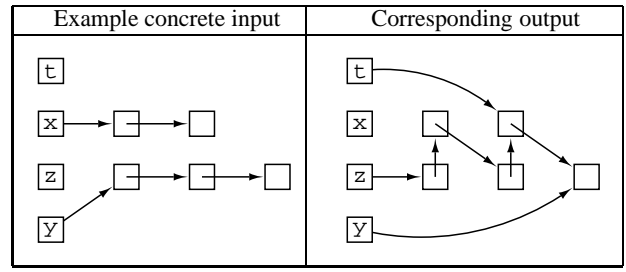 Example concrete input
Corresponding output
t
x
z
y
t
x
z
y